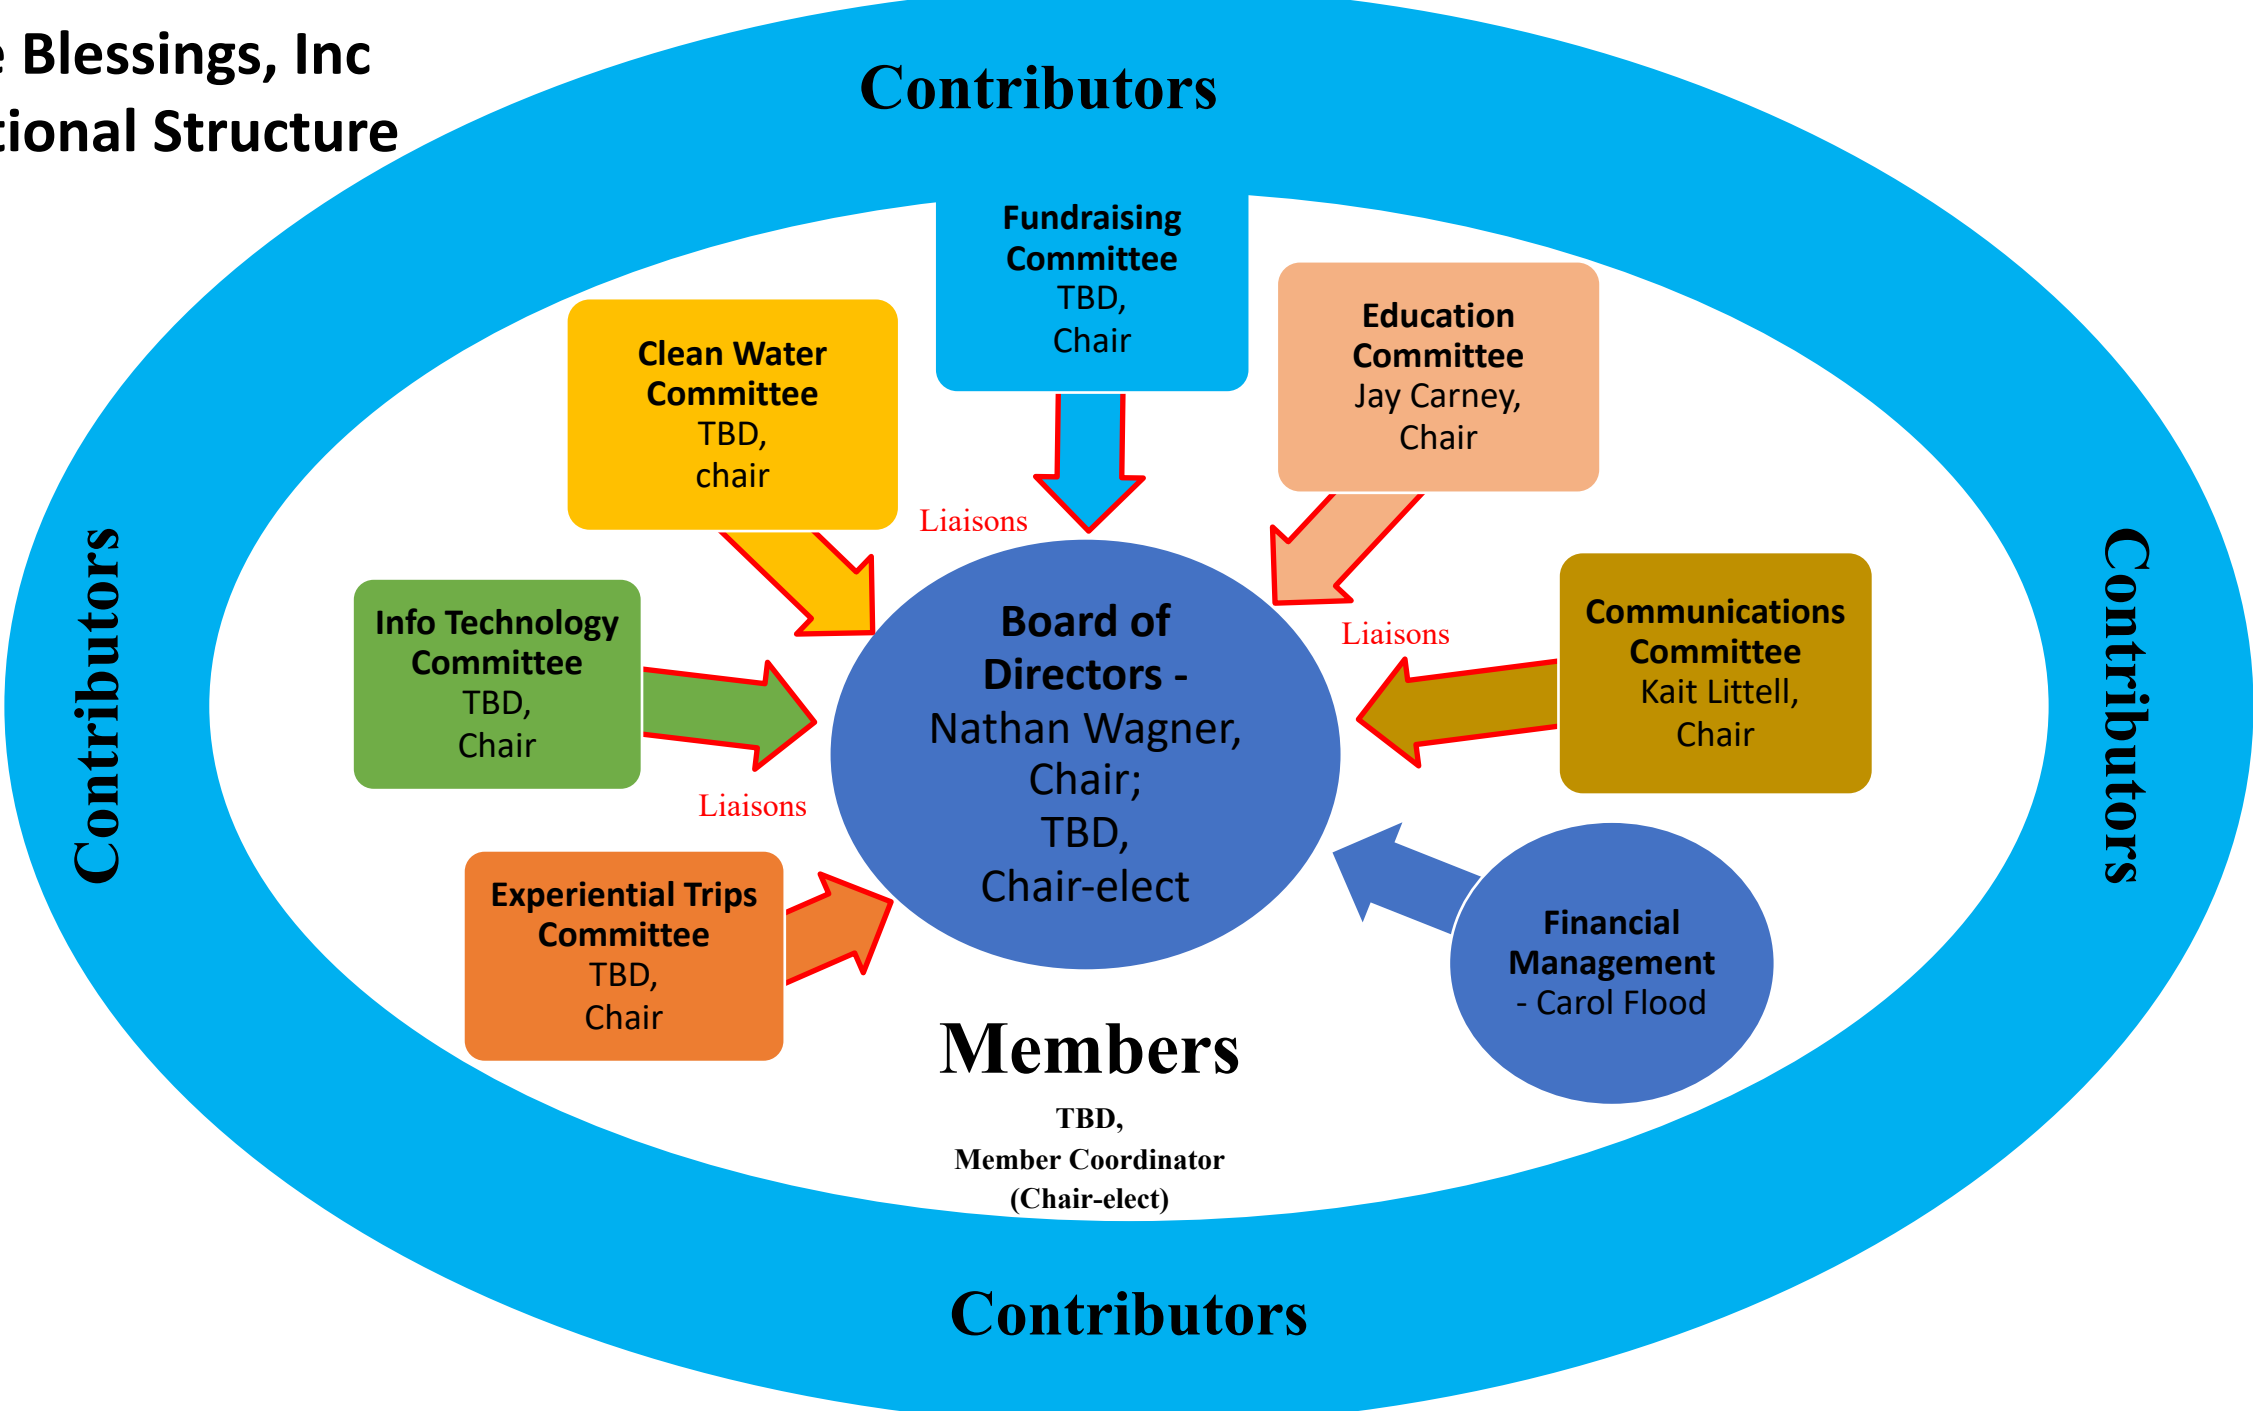 e Blessings, Inc
tional Structure
Contributors
Fundraising
Committee
TBD,
Chair
Education
Committee
Jay Carney,
Chair
Clean Water
Committee
TBD,
chair
Liaisons
Contributors
Contributors
Info Technology
Committee
TBD,
Chair
Board of
Directors -
Nathan Wagner,
Chair;
TBD,
Chair-elect
Liaisons
Communications
Committee
Kait Littell,
Chair
Liaisons
Experiential Trips
Committee
TBD,
Chair
Financial
Management
- Carol Flood
Members
TBD,
Member Coordinator
(Chair-elect)
Contributors